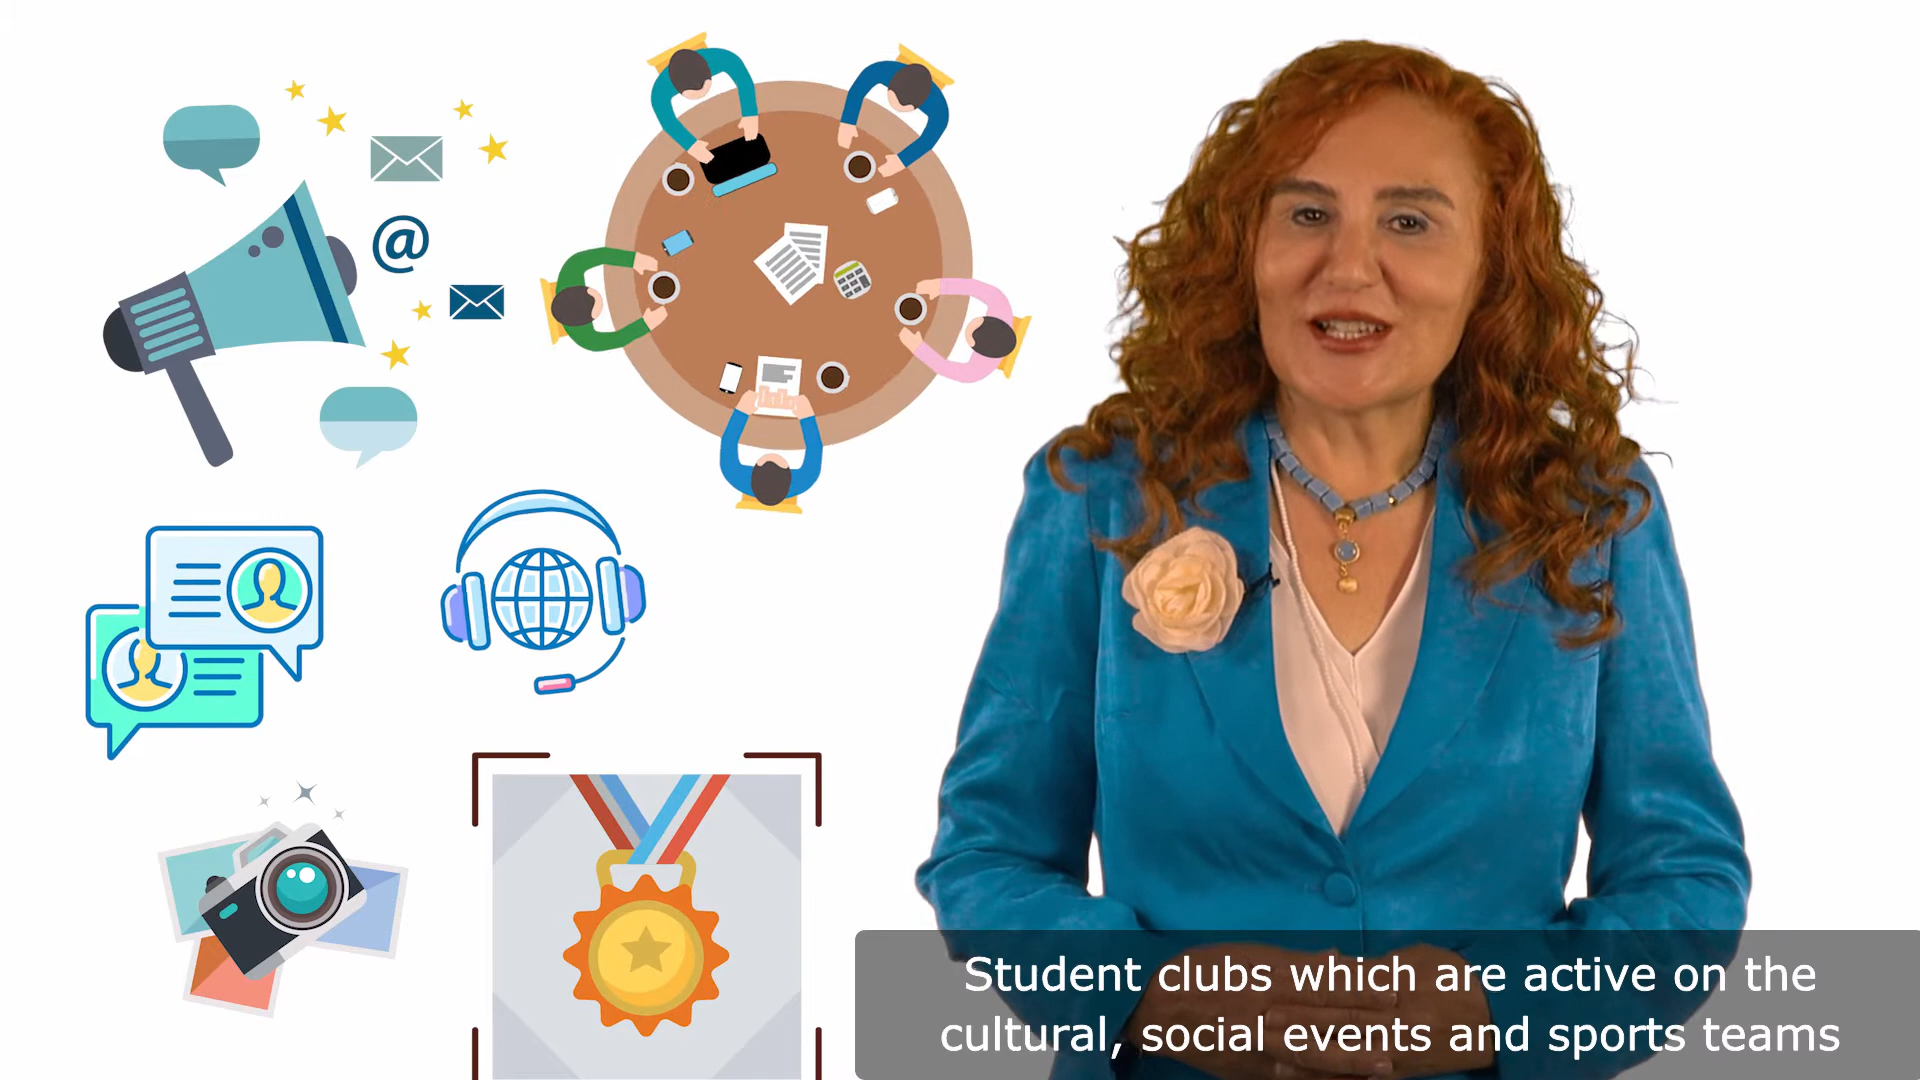 @
Student clubs which are active on the
cultural, social events and sports teams